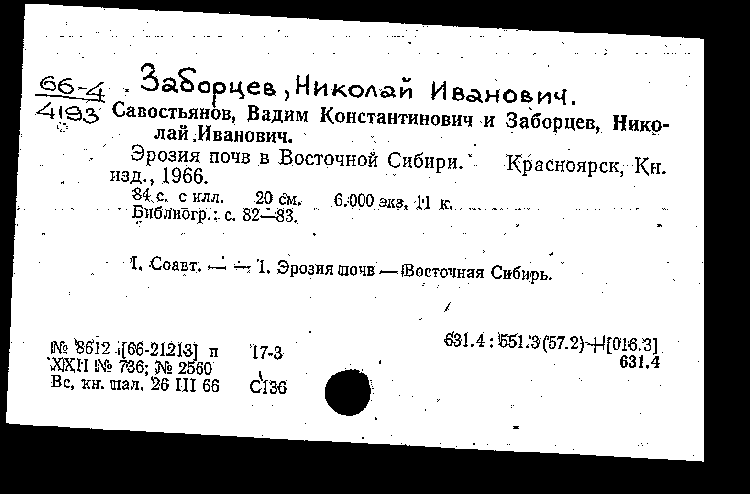 66-4
4193
Заборцев, Николай Иванович.
Савостьянов, Вадим Константинович и Заборцев, Нико-
лай Иванович.
Эрозия почв в Восточной Сибири. Красноярск, Кн.
изд., 1966.
84 с. с илл. 20 см. 6.000 экз. 11 к.
Библиогр.: с. 82—83.
I. Соавт. — — 1. Эрозия почв — Восточная Сибирь.
№ 8612 [66-21213] п 17-3 631.4 : 551.3(57.2)+[016.3]
XXII № 736; № 2560 631.4
Вс. кн. пал. 26 III 66 С136